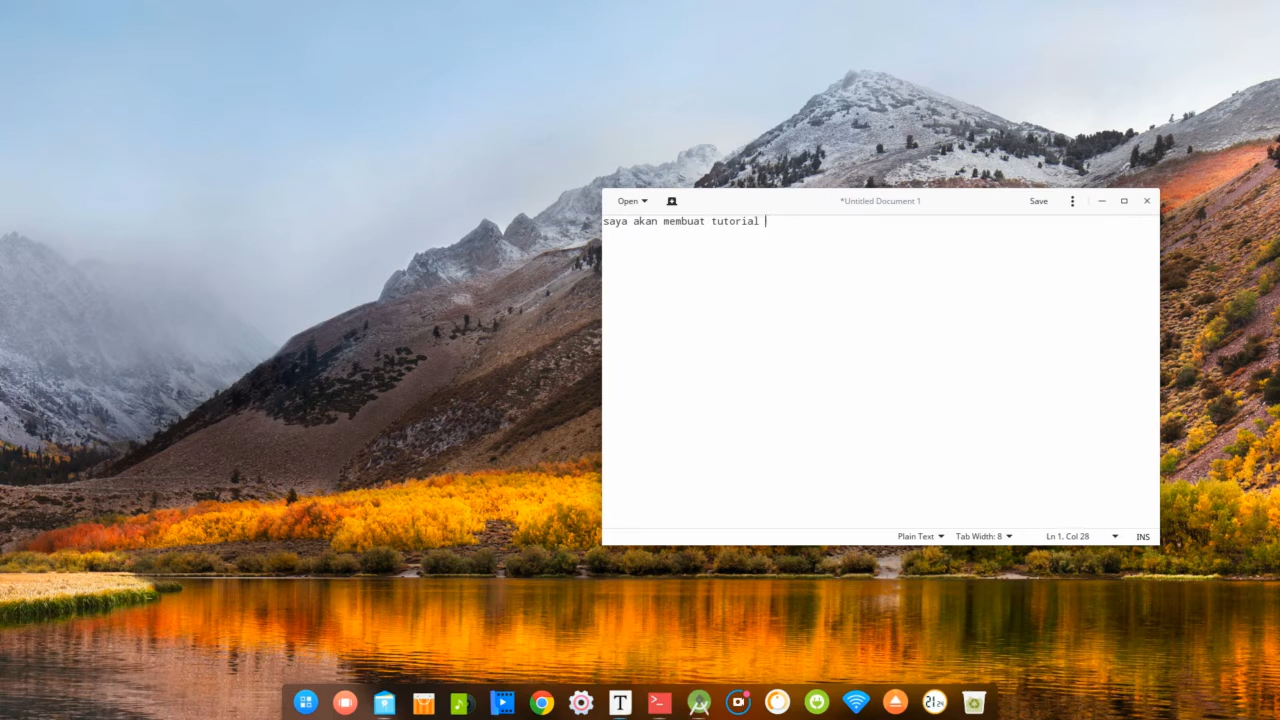 Open
*Untitled Document 1
Save
saya akan membuat tutorial
Plain Text
Tab Width: 8
Ln 1, Col 28
INS
T